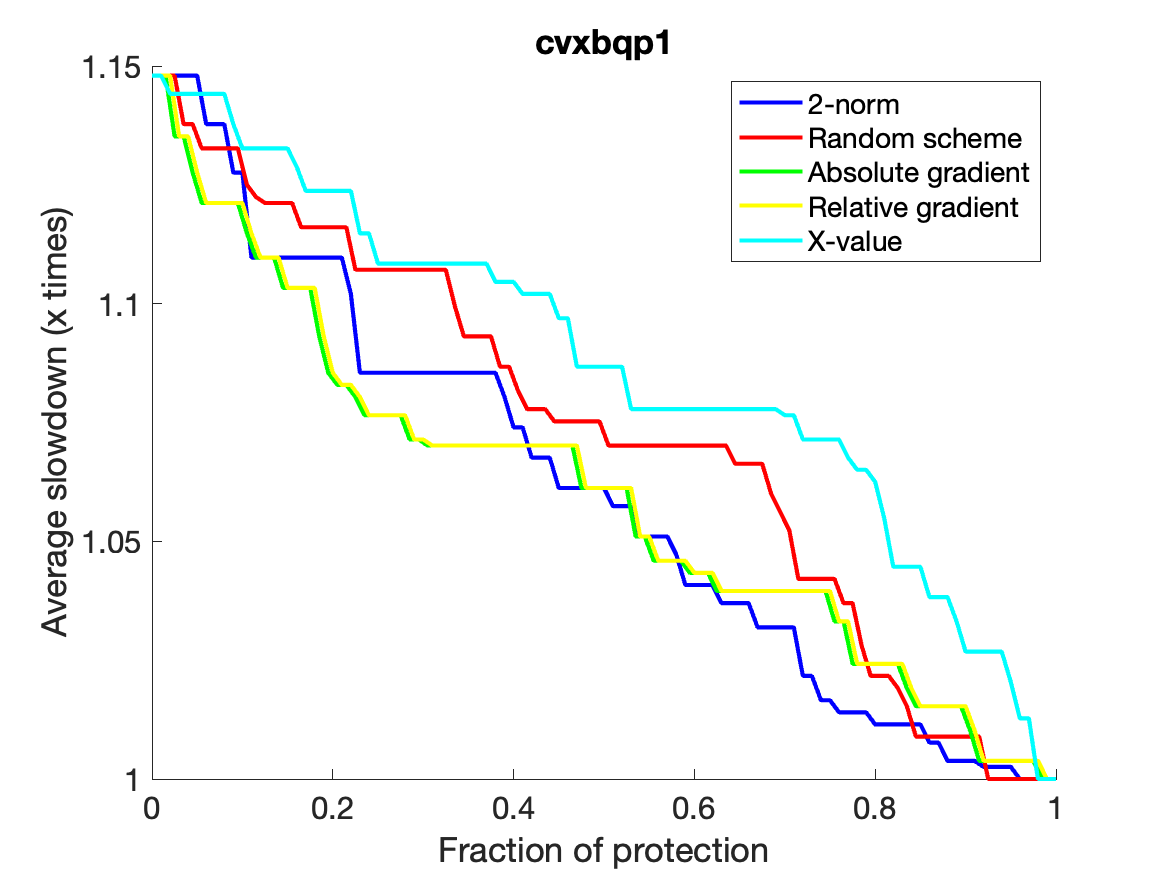 cvxbqp1
1.15
1.1
1.05
1
Average slowdown (x times)
2-norm
Random scheme
Absolute gradient
Relative gradient
X-value
0 0.2 0.4 0.6 0.8 1
Fraction of protection